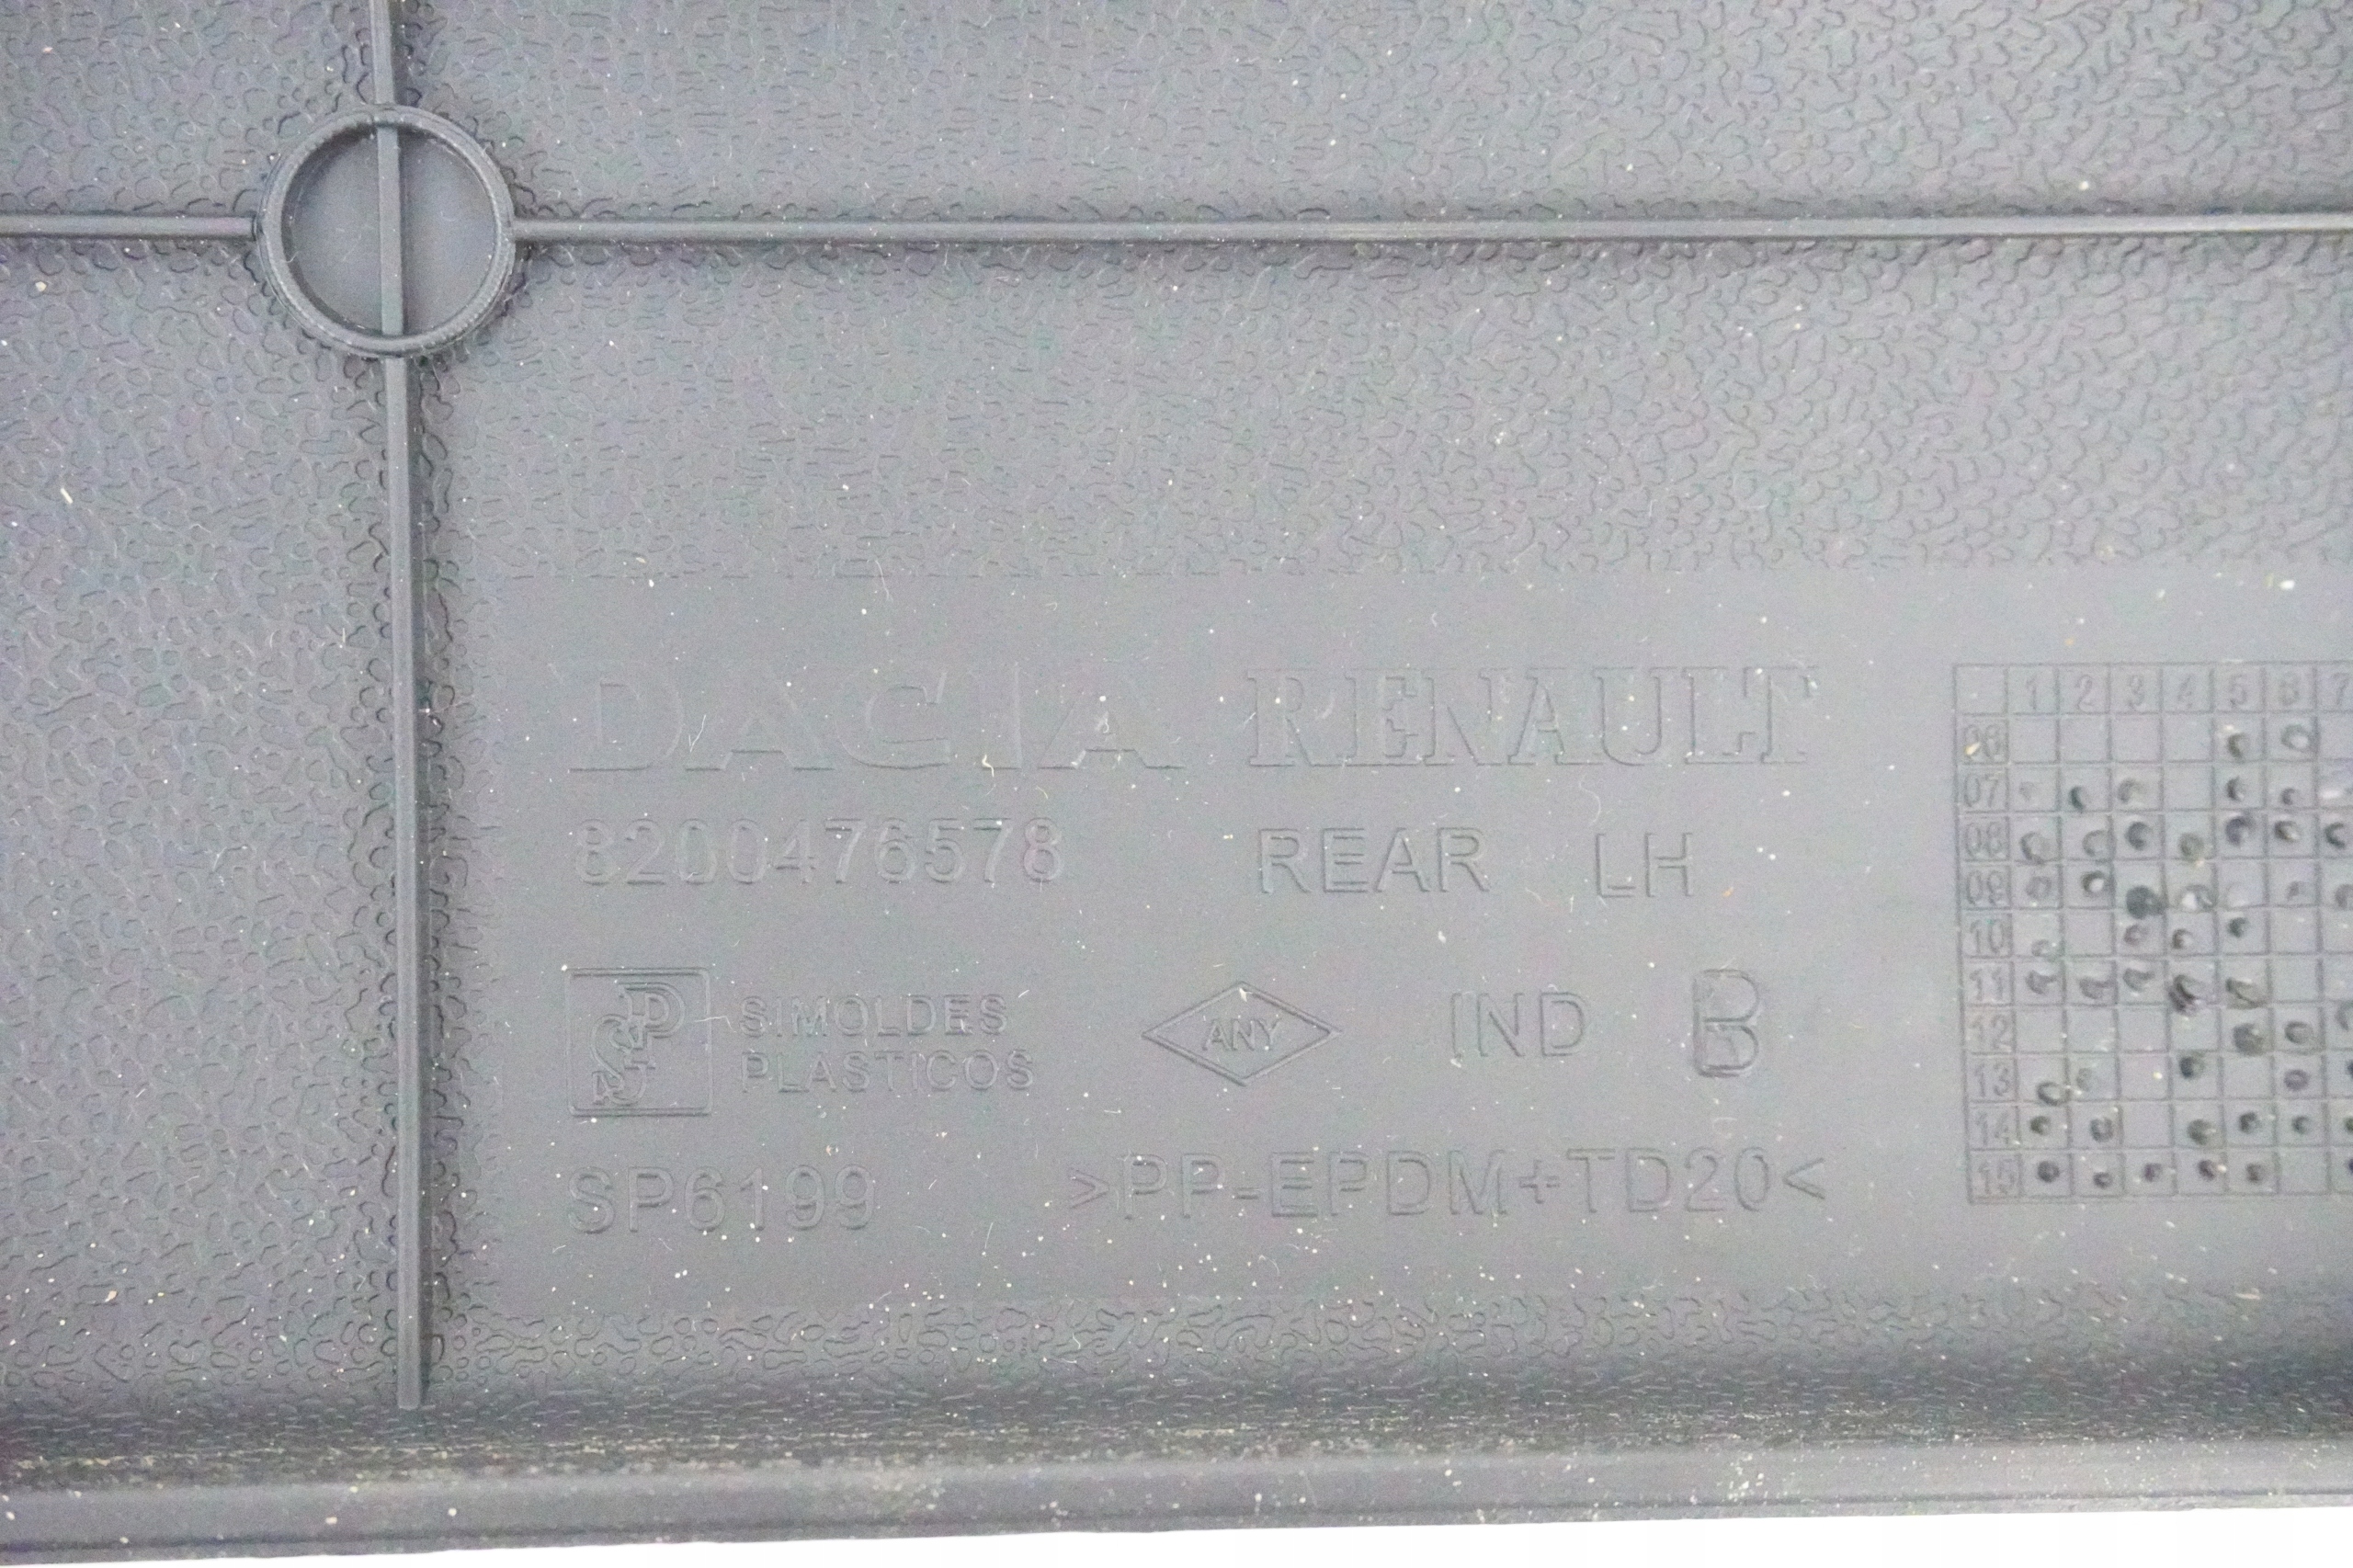 DACIA RENAULT
8200476578 REAR LH
SP SIMOLDES
PLASTICOS
ANY IND B
SP6199 >PP-EPDM+TD20<
1 2 3 4 5 6 7
06
07
08
09
10
11
12
13
14
15